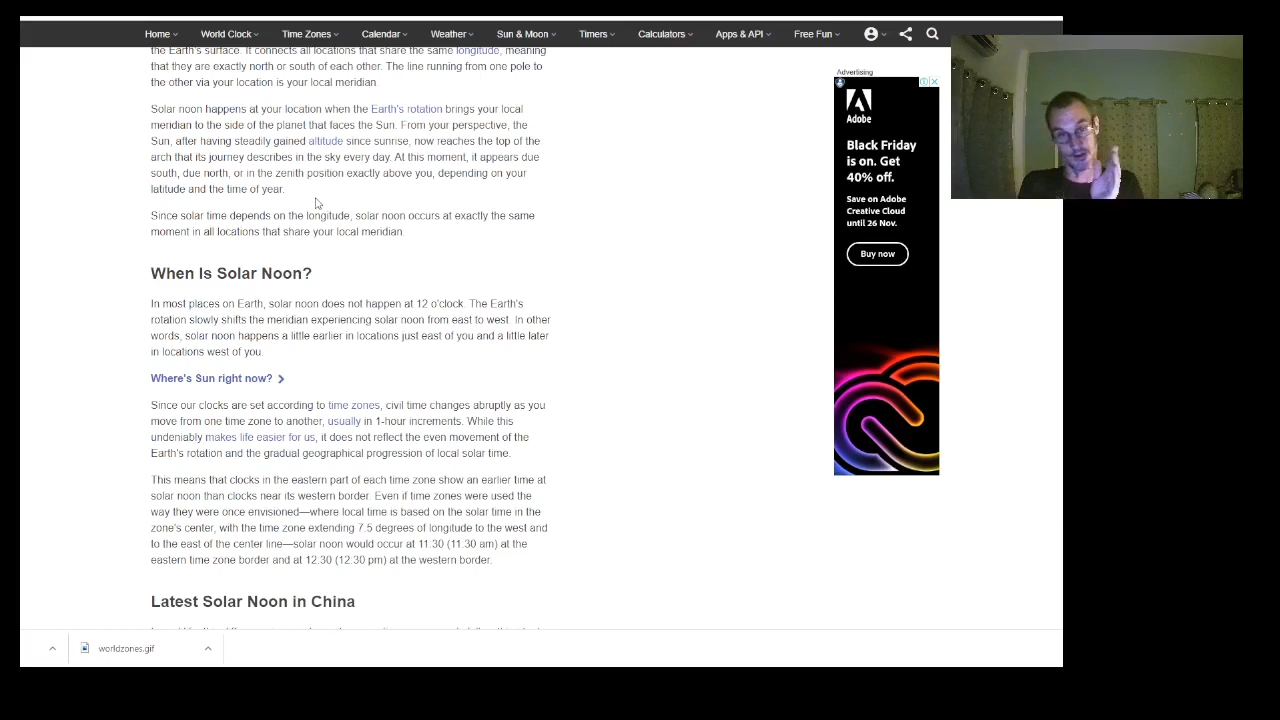 Home World Clock Time Zones Calendar Weather Sun & Moon Timers Calculators Apps & API Free Fun
the Earth's surface. It connects all locations that share the same longitude, meaning
that they are exactly north or south of each other. The line running from one pole to
the other via your location is your local meridian.
Solar noon happens at your location when the Earth's rotation brings your local
meridian to the side of the planet that faces the Sun. From your perspective, the
Sun, after having steadily gained altitude since sunrise, now reaches the top of the
arch that its journey describes in the sky every day. At this moment, it appears due
south, due north, or in the zenith position exactly above you, depending on your
latitude and the time of year.
Since solar time depends on the longitude, solar noon occurs at exactly the same
moment in all locations that share your local meridian.
When Is Solar Noon?
In most places on Earth, solar noon does not happen at 12 o'clock. The Earth's
rotation slowly shifts the meridian experiencing solar noon from east to west. In other
words, solar noon happens a little earlier in locations just east of you and a little later
in locations west of you.
Where's Sun right now?
Since our clocks are set according to time zones, civil time changes abruptly as you
move from one time zone to another, usually in 1-hour increments. While this
undeniably makes life easier for us, it does not reflect the even movement of the
Earth's rotation and the gradual geographical progression of local solar time.
This means that clocks in the eastern part of each time zone show an earlier time at
solar noon than clocks near its western border. Even if time zones were used the
way they were once envisioned—where local time is based on the solar time in the
zone's center, with the time zone extending 7.5 degrees of longitude to the west and
to the east of the center line—solar noon would occur at 11.30 (11.30 am) at the
eastern time zone border and at 12.30 (12.30 pm) at the western border.
Latest Solar Noon in China
Advertising
Adobe
Black Friday
is on. Get
40% off.
Save on Adobe
Creative Cloud
until 26 Nov.
Buy now
worldzones.gif